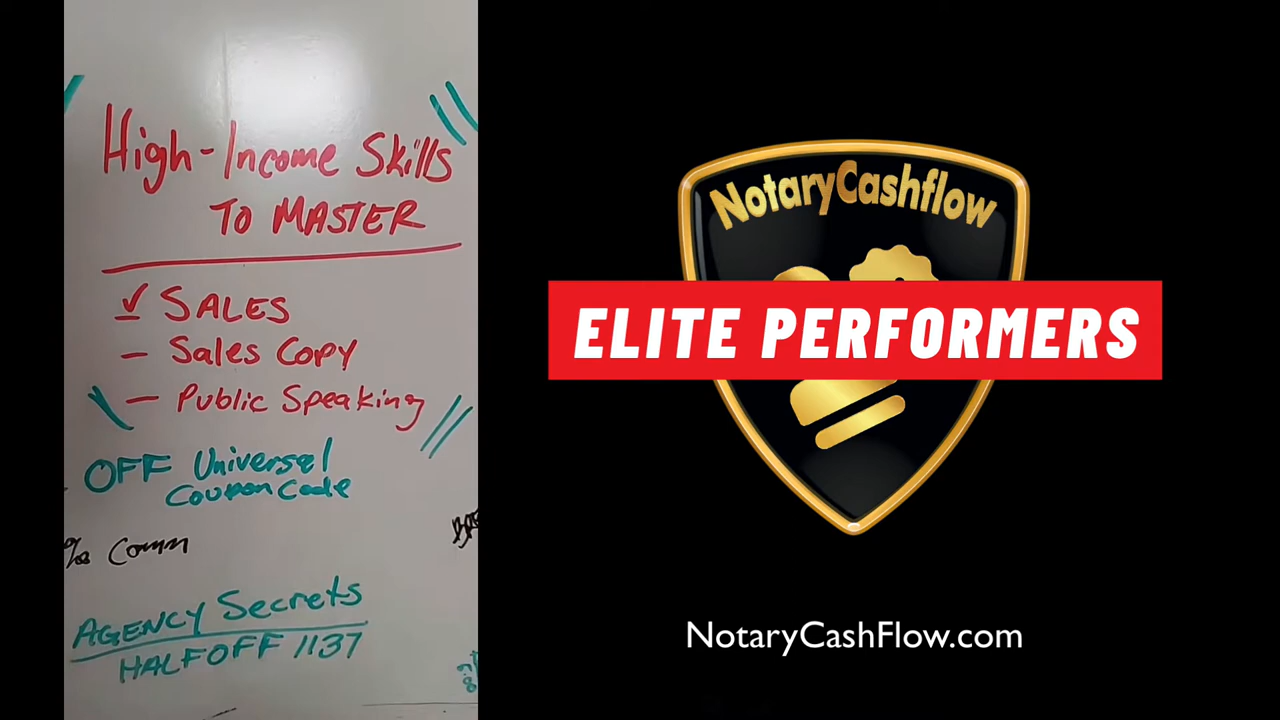 High-Income Skills
TO MASTER
✓ SALES
- Sales Copy
- Public Speaking
OFF Universal
Coupon Code
% Comm
AGENCY Secrets
HALFOFF 1137
NotaryCashflow
ELITE PERFORMERS
NotaryCashFlow.com